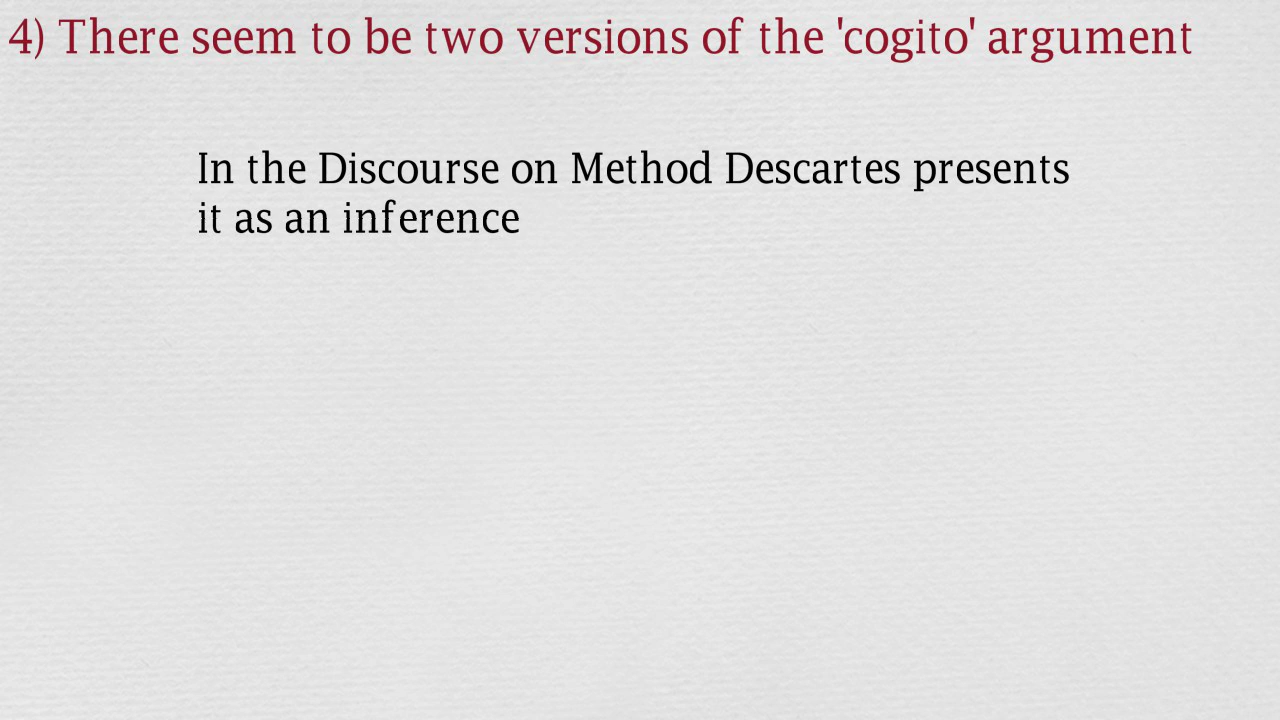 4) There seem to be two versions of the 'cogito' argument
In the Discourse on Method Descartes presents
it as an inference